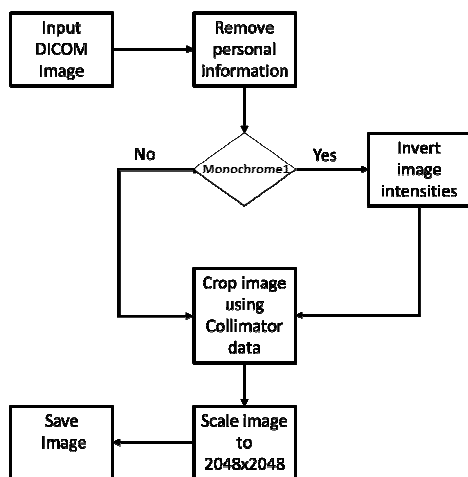 Input
DICOM
Image
Remove
personal
information
No
Monochrome1
Yes
Invert
image
intensities
Crop image
using
Collimator
data
Save
Image
Scale image
to
2048x2048